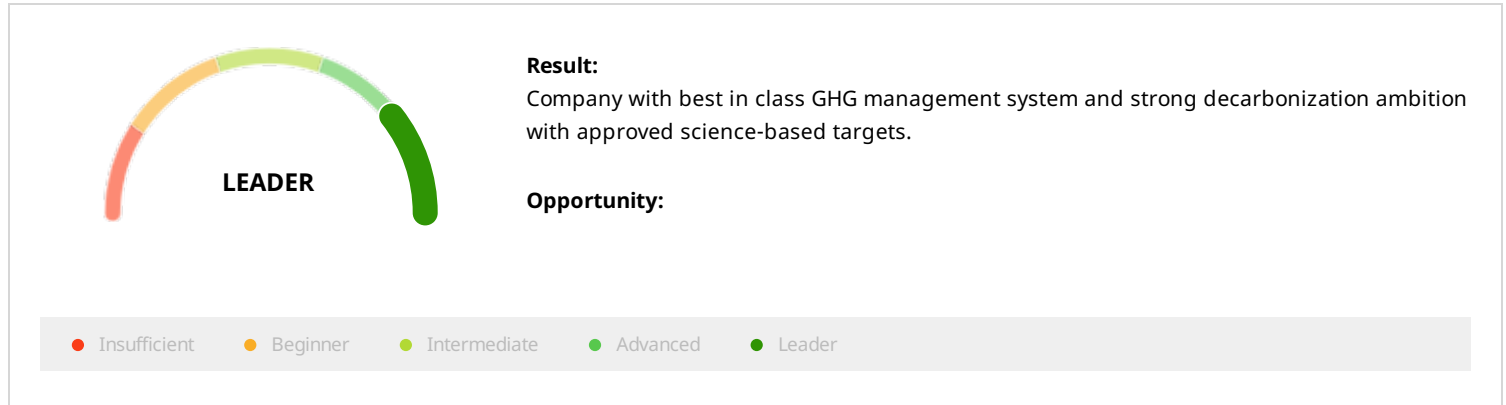 LEADER
Result:
Company with best in class GHG management system and strong decarbonization ambition
with approved science-based targets.
Opportunity:
Insufficient
Beginner
Intermediate
Advanced
Leader